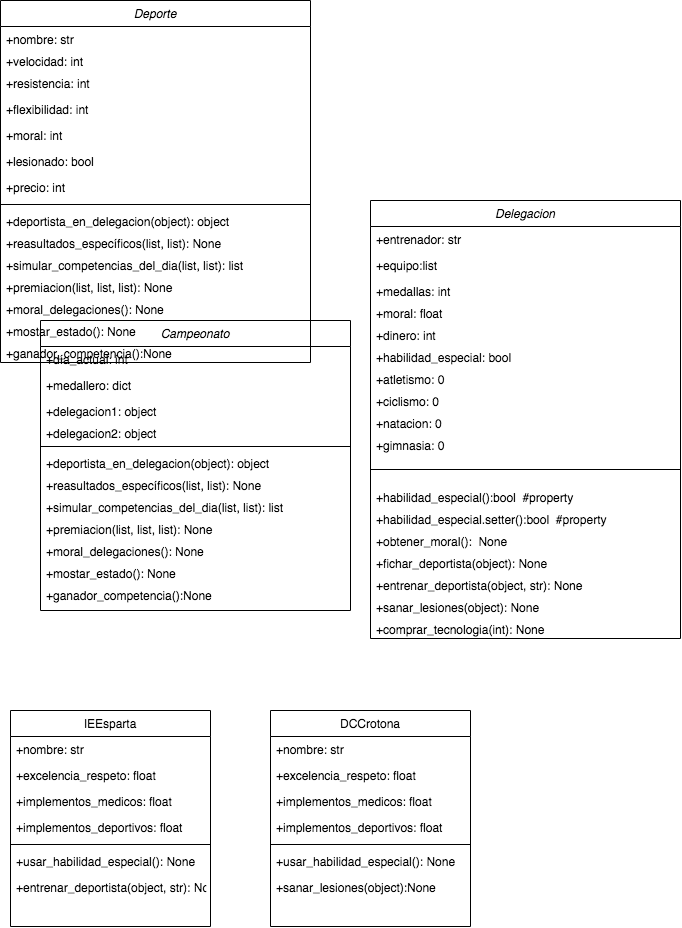 Deporte
+nombre: str
+velocidad: int
+resistencia: int
+flexibilidad: int
+moral: int
+lesionado: bool
+precio: int
+deportista_en_delegacion(object): object
+reasultados_específicos(list, list): None
+simular_competencias_del_dia(list, list): list
+premiacion(list, list, list): None
+moral_delegaciones(): None
+mostar_estado(): None
+ganador_competencia():None
Campeonato
+dia_actual: int
+medallero: dict
+delegacion1: object
+delegacion2: object
+deportista_en_delegacion(object): object
+reasultados_específicos(list, list): None
+simular_competencias_del_dia(list, list): list
+premiacion(list, list, list): None
+moral_delegaciones(): None
+mostar_estado(): None
+ganador_competencia():None
Delegacion
+entrenador: str
+equipo:list
+medallas: int
+moral: float
+dinero: int
+habilidad_especial: bool
+atletismo: 0
+ciclismo: 0
+natacion: 0
+gimnasia: 0
+habilidad_especial():bool  #property
+habilidad_especial.setter():bool  #property
+obtener_moral():  None
+fichar_deportista(object): None
+entrenar_deportista(object, str): None
+sanar_lesiones(object): None
+comprar_tecnologia(int): None
IEEsparta
+nombre: str
+excelencia_respeto: float
+implementos_medicos: float
+implementos_deportivos: float
+usar_habilidad_especial(): None
+entrenar_deportista(object, str): Nc
DCCrotona
+nombre: str
+excelencia_respeto: float
+implementos_medicos: float
+implementos_deportivos: float
+usar_habilidad_especial(): None
+sanar_lesiones(object):None